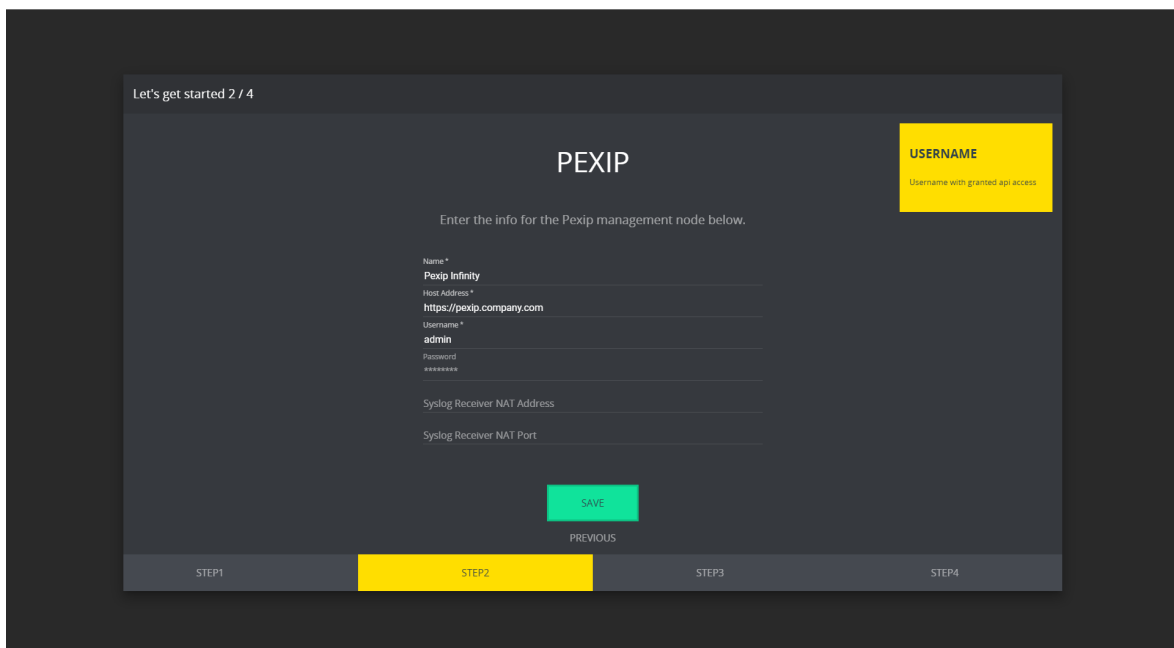 Let's get started 2 / 4
PEXIP
USERNAME
Username with granted api access
Enter the info for the Pexip management node below.
Name *
Pexip Infinity
Host Address *
https://pexip.company.com
Username *
admin
Password
********
Syslog Receiver NAT Address
Syslog Receiver NAT Port
SAVE
PREVIOUS
STEP1 STEP2 STEP3 STEP4